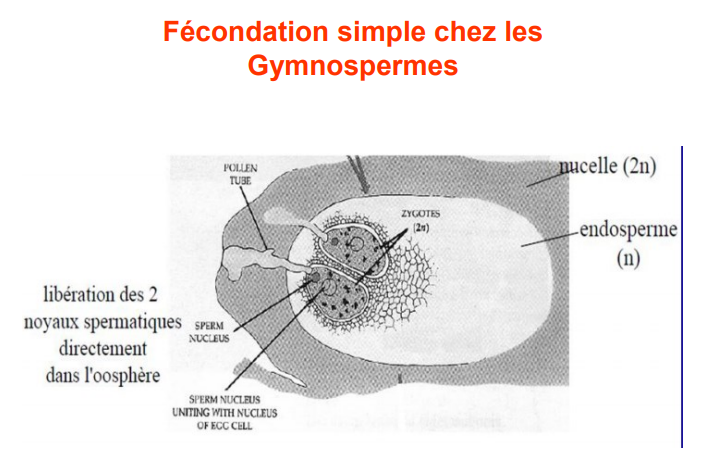 Fécondation simple chez les
Gymnospermes
POLLEN
TUBE
nucelle (2n)
ZYGOTES
(2n)
endosperme
(n)
libération des 2
noyaux spermatiques
directement
dans l'oosphère
SPERM
NUCLEUS
SPERM NUCLEUS
UNITING WITH NUCLEUS
OF EGG CELL